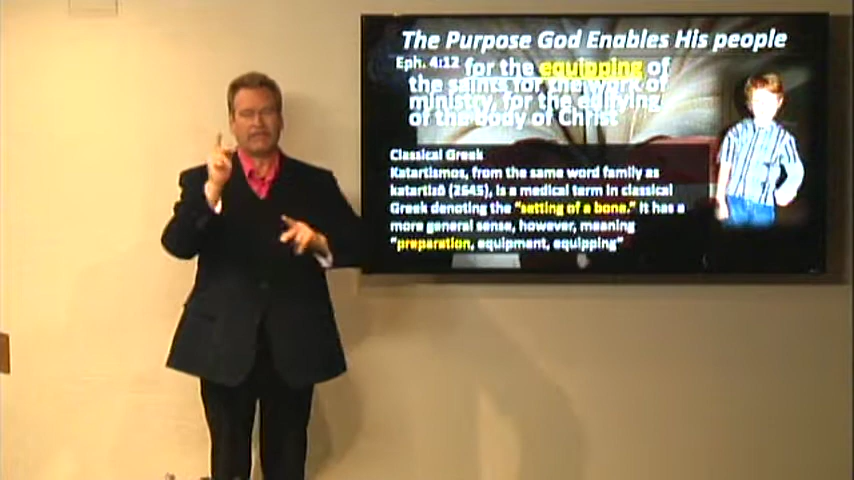 The Purpose God Enables His people
Eph. 4:12 for the equipping of
the saints for the work of
ministry, for the edifying
of the body of Christ
Classical Greek
Katartismos, from the same word family as
katartizō (2645), is a medical term in classical
Greek denoting the "setting of a bone." It has a
more general sense, however, meaning
"preparation, equipment, equipping"